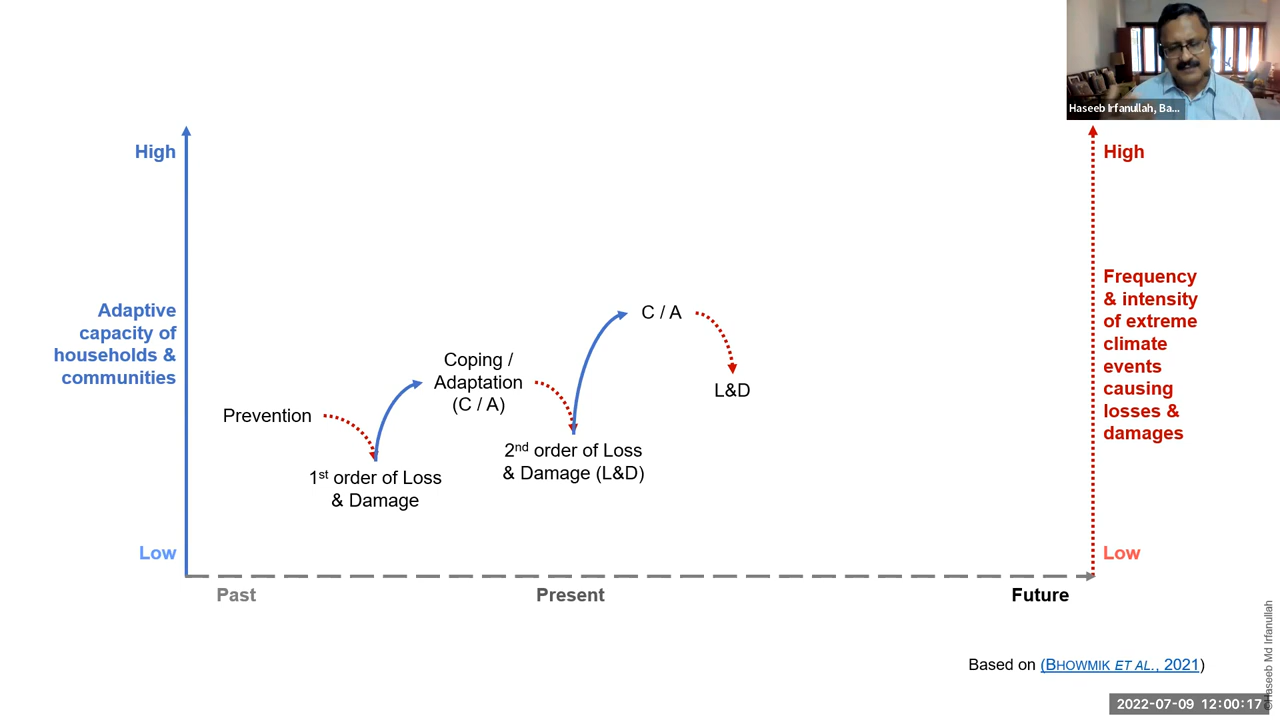 Haseeb Irfanullah, Ba...
High
High
Adaptive
capacity of
households &
communities
Frequency
& intensity
of extreme
climate
events
causing
losses &
damages
C / A
Coping /
Adaptation
(C / A)
L&D
Prevention
2nd order of Loss
& Damage (L&D)
1st order of Loss
& Damage
Low
Low
Past
Present
Future
Based on (BHOWMIK ET AL., 2021)
©Haseeb Md Irfanullah
2022-07-09 12:00:17